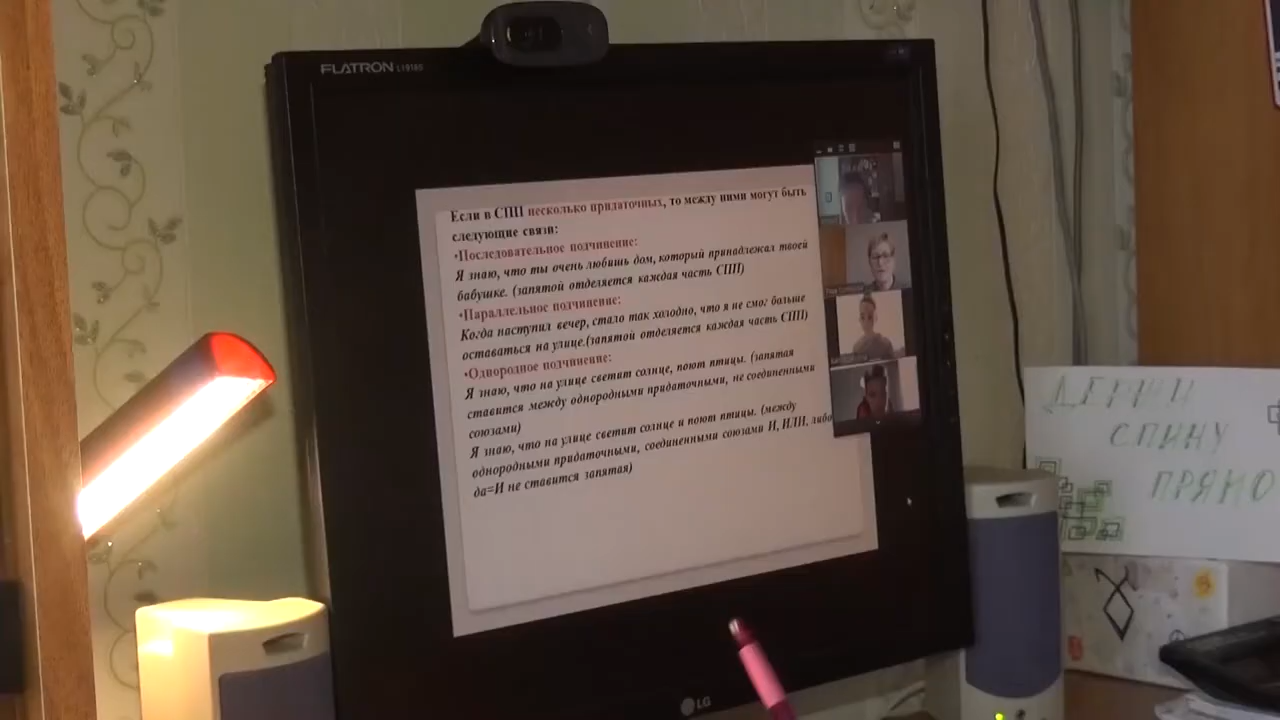 FLATRON L1918S
Если в СПП несколько придаточных, то между ними могут быть
следующие связи:
•Последовательное подчинение:
Я знаю, что ты очень любишь дом, который принадлежал твоей
бабушке. (запятой отделяется каждая часть СПП)
•Параллельное подчинение:
Когда наступил вечер, стало так холодно, что я не смог больше
оставаться на улице.(запятой отделяется каждая часть СПП)
•Однородное подчинение:
Я знаю, что на улице светит солнце, поют птицы. (запятая
ставится между однородными придаточными, не соединенными
союзами)
Я знаю, что на улице светит солнце и поют птицы. (между
однородными придаточными, соединенными союзами И, ИЛИ, либо
да=И не ставится запятая)
LG
ДЕРЖИ
СПИНУ
ПРЯМО